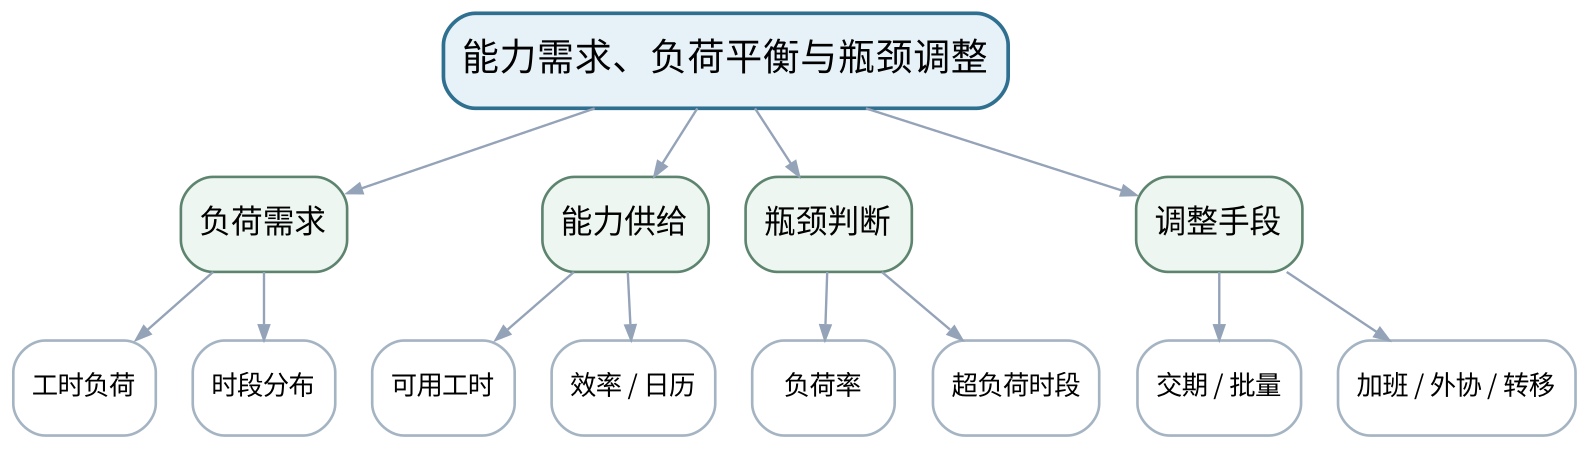 能力需求、负荷平衡与瓶颈调整
负荷需求
能力供给
瓶颈判断
调整手段
工时负荷
时段分布
可用工时
效率 / 日历
负荷率
超负荷时段
交期 / 批量
加班 / 外协 / 转移